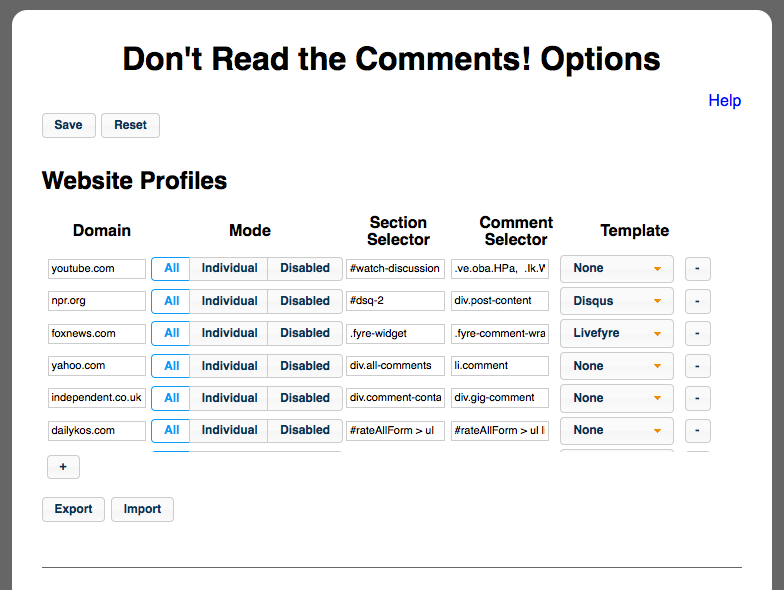 Don't Read the Comments! Options
Help
Save Reset
Website Profiles
Domain Mode Section Selector Comment Selector Template
youtube.com All Individual Disabled #watch-discussion .ve.oba.HPa, .lk.W None -
npr.org All Individual Disabled #dsq-2 div.post-content Disqus -
foxnews.com All Individual Disabled .fyre-widget .fyre-comment-wra Livefyre -
yahoo.com All Individual Disabled div.all-comments li.comment None -
independent.co.uk All Individual Disabled div.comment-conta div.gig-comment None -
dailykos.com All Individual Disabled #rateAllForm > ul #rateAllForm > ul None -
+
Export Import